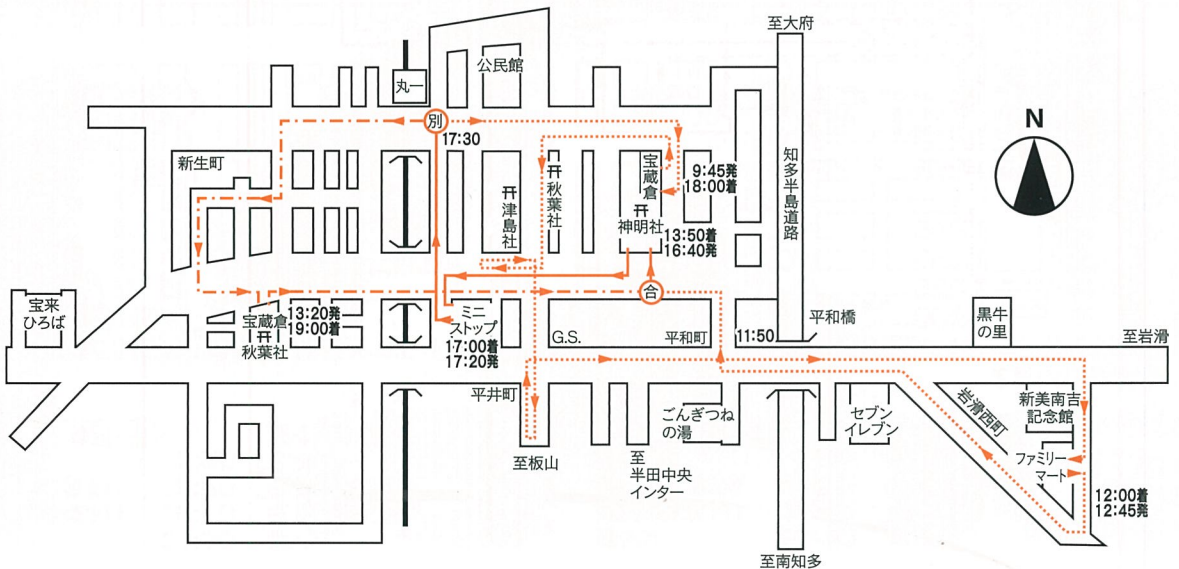 至大府
公民館
丸一
N
別
17:30
新生町
宝蔵倉
9:45発
18:00着
知多半島道路
开秋葉社
开津島社
开
神明社
13:50着
16:40発
合
宝来
ひろば
宝蔵倉
开
秋葉社
13:20発
19:00着
ミニ
ストップ
17:00着
17:20発
G.S.
平和町
11:50
平和橋
黒牛
の里
至岩滑
平井町
ごんぎつね
の湯
セブン
イレブン
岩滑西町
新美南吉
記念館
ファミリー
マート
至板山
至
半田中央
インター
12:00着
12:45発
至南知多